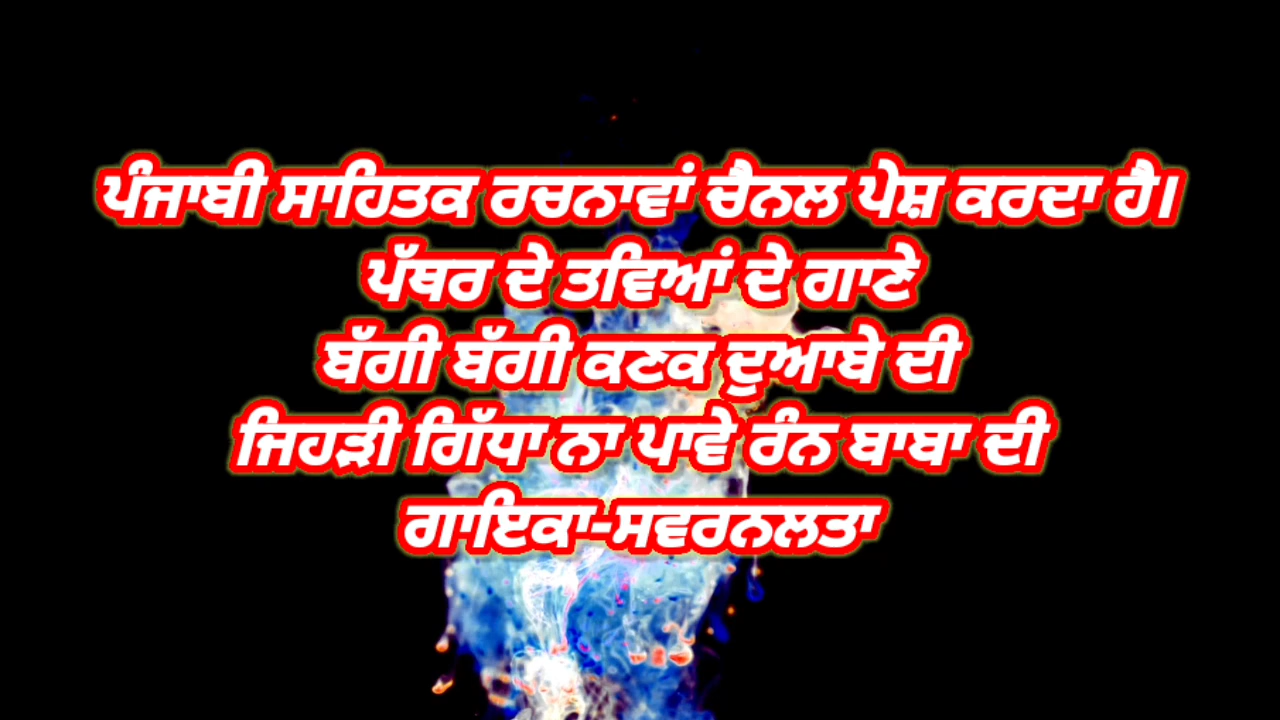 ਪੰਜਾਬੀ ਸਾਹਿਤਕ ਰਚਨਾਵਾਂ ਚੈਨਲ ਪੇਸ਼ ਕਰਦਾ ਹੈ।
ਪੱਥਰ ਦੇ ਤਵਿਆਂ ਦੇ ਗਾਣੇ
ਬੱਗੀ ਬੱਗੀ ਕਣਕ ਦੁਆਬੇ ਦੀ
ਜਿਹੜੀ ਗਿੱਧਾ ਨਾ ਪਾਵੇ ਰੰਨ ਬਾਬਾ ਦੀ
ਗਾਇਕਾ-ਸਵਰਨਲਤਾ